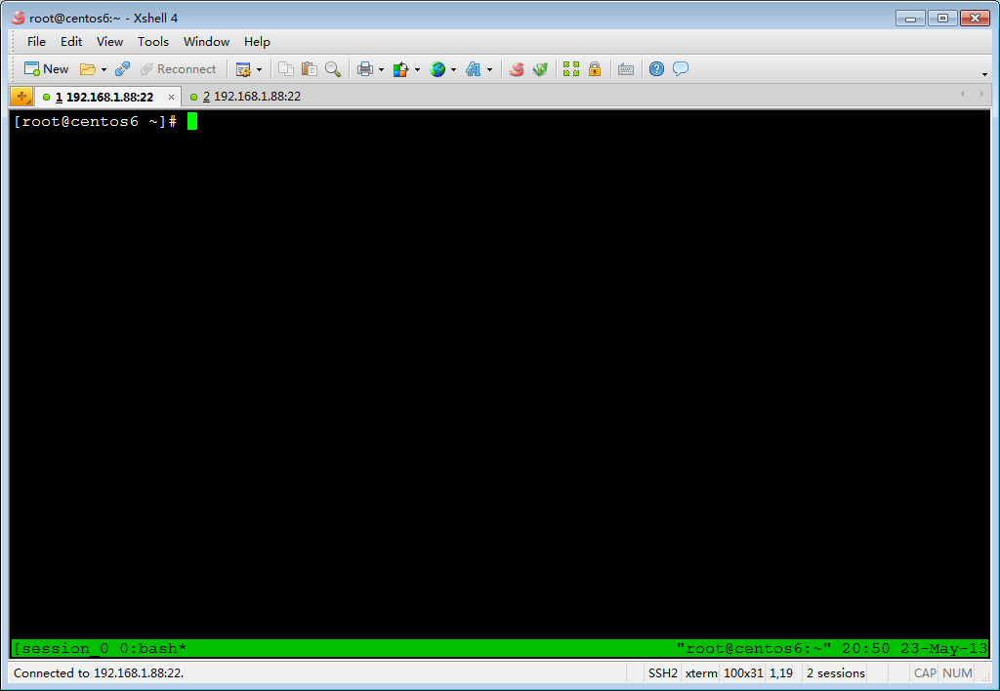 root@centos6:~ - Xshell 4
File Edit View Tools Window Help
New Reconnect
1 192.168.1.88:22 × 2 192.168.1.88:22
[root@centos6 ~]#
[session_0 0:bash* "root@centos6:~" 20:50 23-May-13
Connected to 192.168.1.88:22. SSH2 xterm 100x31 1,19 2 sessions CAP NUM